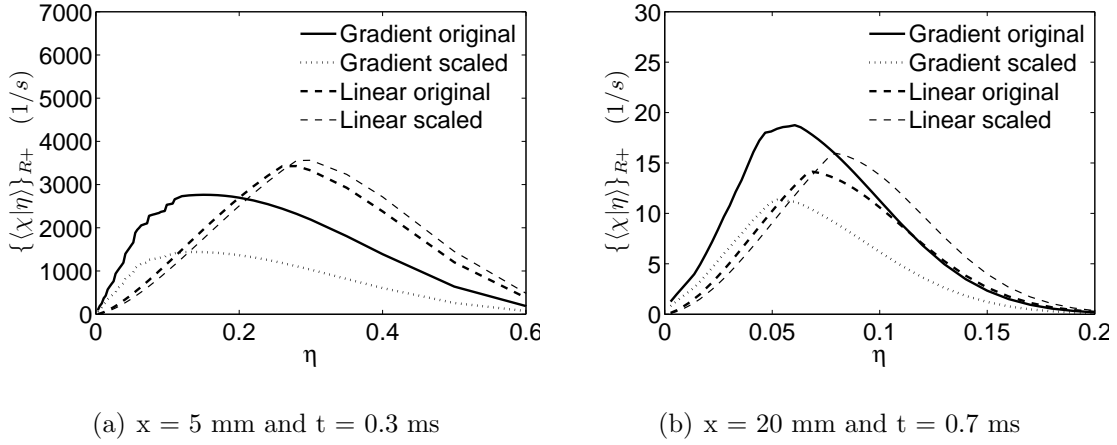 7000
6000
5000
4000
3000
2000
1000
0
{⟨χ|η⟩}R+ (1/s)
Gradient original
Gradient scaled
Linear original
Linear scaled
0 0.2 0.4 0.6
η
(a) x = 5 mm and t = 0.3 ms
30
25
20
15
10
5
0
{⟨χ|η⟩}R+ (1/s)
Gradient original
Gradient scaled
Linear original
Linear scaled
0 0.05 0.1 0.15 0.2
η
(b) x = 20 mm and t = 0.7 ms